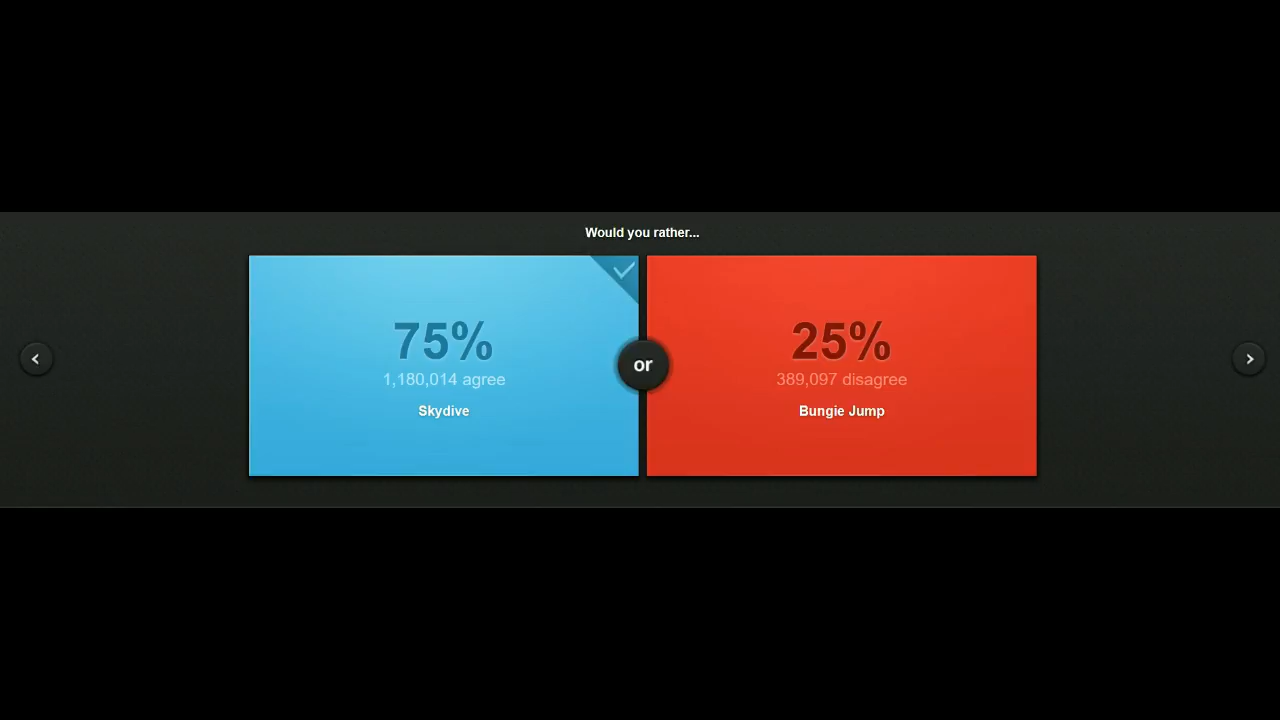 Would you rather...
75%
1,180,014 agree
Skydive
or
25%
389,097 disagree
Bungie Jump